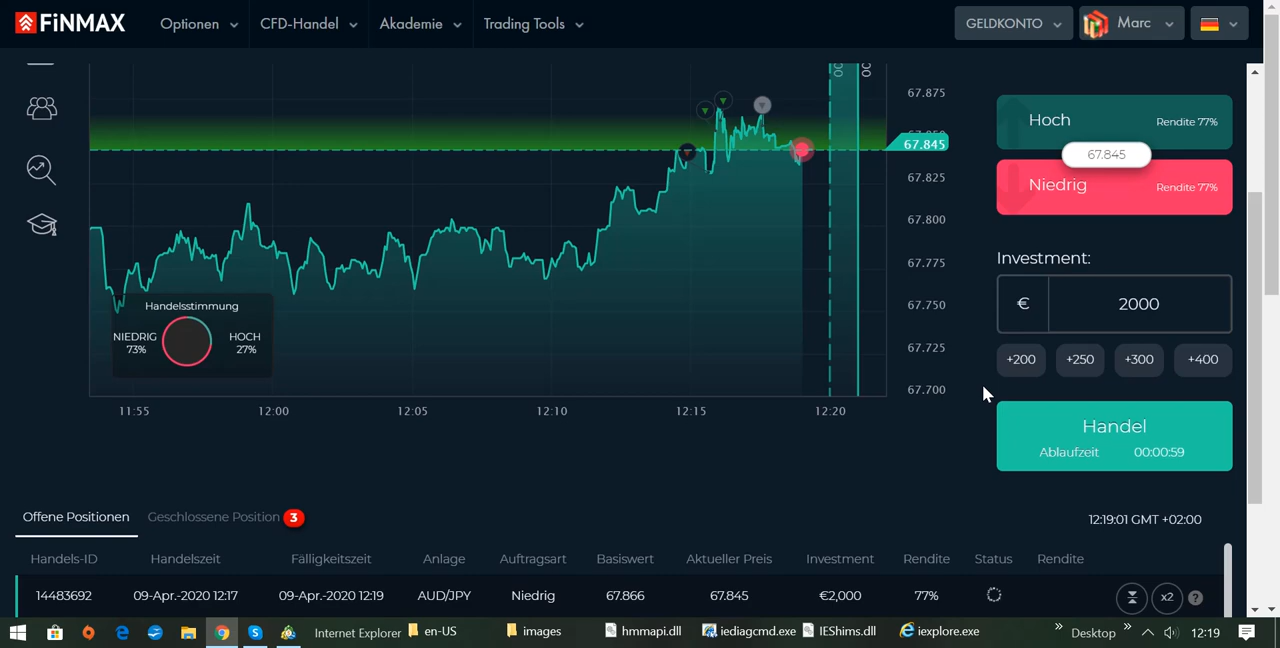 FiNMAX Optionen CFD-Handel Akademie Trading Tools GELDKONTO Marc
67.875
67.845
67.825
67.800
67.775
67.750
67.725
67.700
Handelsstimmung
NIEDRIG
73%
HOCH
27%
11:55 12:00 12:05 12:10 12:15 12:20
Hoch Rendite 77%
67.845
Niedrig Rendite 77%
Investment:
€ 2000
+200 +250 +300 +400
Handel
Ablaufzeit 00:00:59
Offene Positionen Geschlossene Position 3
12:19:01 GMT +02:00
Handels-ID Handelszeit Fälligkeitszeit Anlage Auftragsart Basiswert Aktueller Preis Investment Rendite Status Rendite
14483692 09-Apr.-2020 12:17 09-Apr.-2020 12:19 AUD/JPY Niedrig 67.866 67.845 €2,000 77% x2 ?
Internet Explorer en-US images hmmapi.dll iediagcmd.exe IEShims.dll iexplore.exe Desktop 12:19